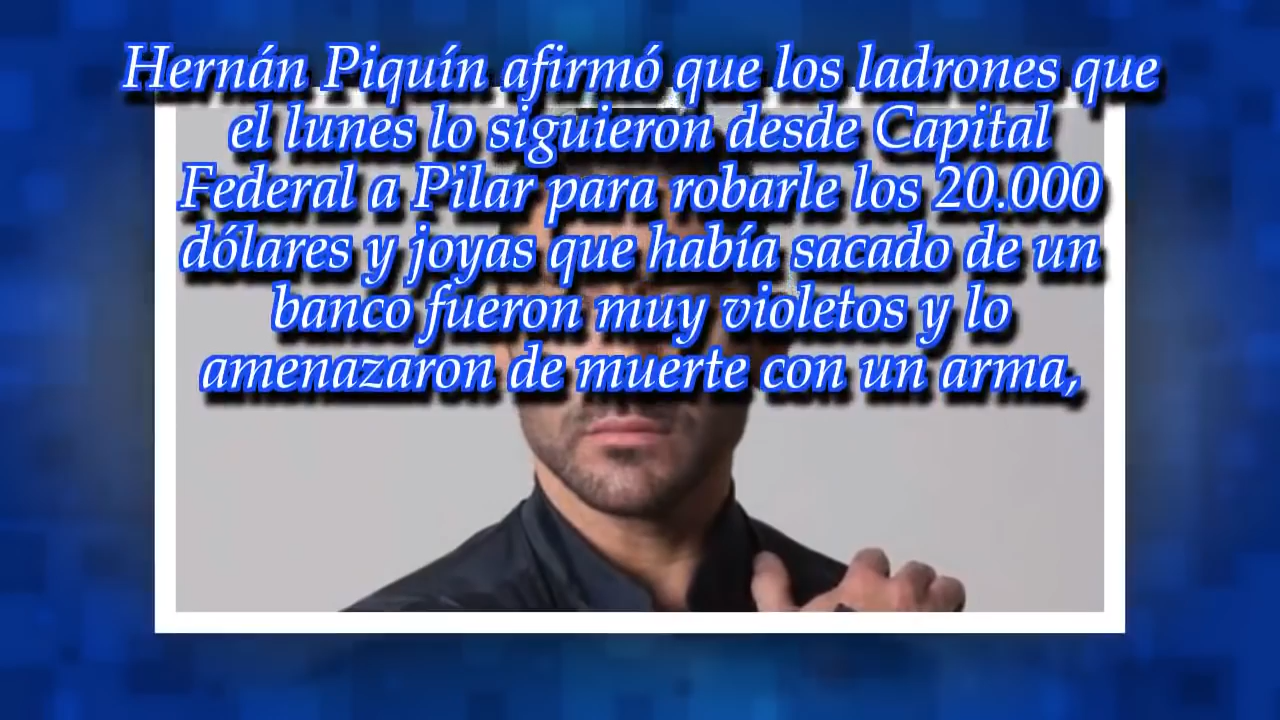 Hernán Piquín afirmó que los ladrones que
el lunes lo siguieron desde Capital
Federal a Pilar para robarle los 20.000
dólares y joyas que había sacado de un
banco fueron muy violetos y lo
amenazaron de muerte con un arma,